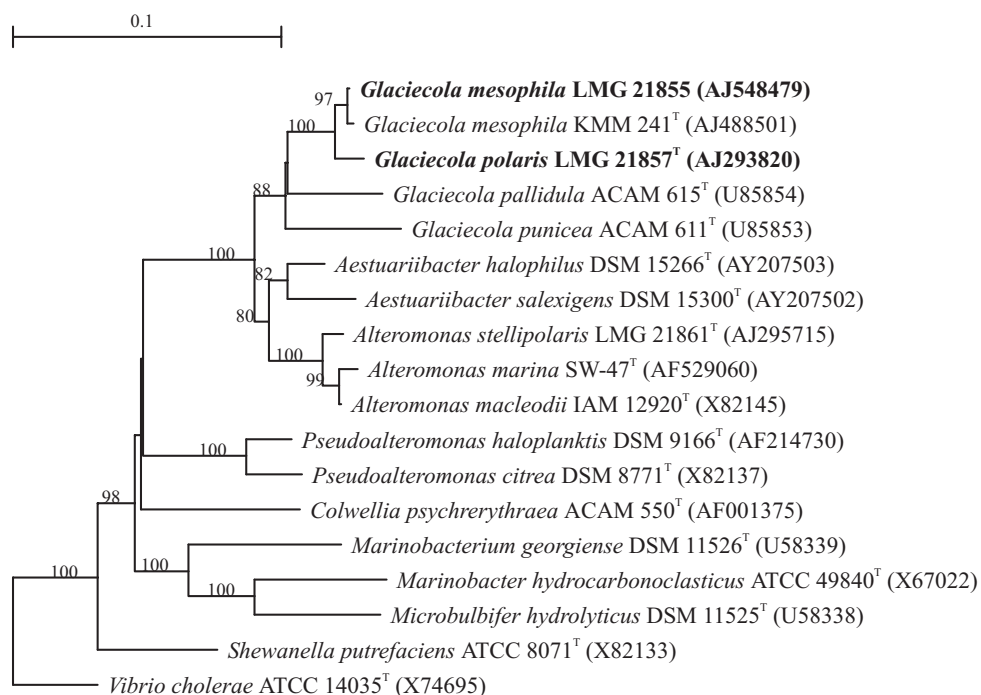 0.1
97
Glaciecola mesophila LMG 21855 (AJ548479)
100
Glaciecola mesophila KMM 241ᵀ (AJ488501)
Glaciecola polaris LMG 21857ᵀ (AJ293820)
88
Glaciecola pallidula ACAM 615ᵀ (U85854)
Glaciecola punicea ACAM 611ᵀ (U85853)
100
82
Aestuariibacter halophilus DSM 15266ᵀ (AY207503)
Aestuariibacter salexigens DSM 15300ᵀ (AY207502)
80
Alteromonas stellipolaris LMG 21861ᵀ (AJ295715)
100
Alteromonas marina SW-47ᵀ (AF529060)
99
Alteromonas macleodii IAM 12920ᵀ (X82145)
Pseudoalteromonas haloplanktis DSM 9166ᵀ (AF214730)
100
Pseudoalteromonas citrea DSM 8771ᵀ (X82137)
98
Colwellia psychrerythraea ACAM 550ᵀ (AF001375)
Marinobacterium georgiense DSM 11526ᵀ (U58339)
100
100
Marinobacter hydrocarbonoclasticus ATCC 49840ᵀ (X67022)
100
Microbulbifer hydrolyticus DSM 11525ᵀ (U58338)
Shewanella putrefaciens ATCC 8071ᵀ (X82133)
Vibrio cholerae ATCC 14035ᵀ (X74695)